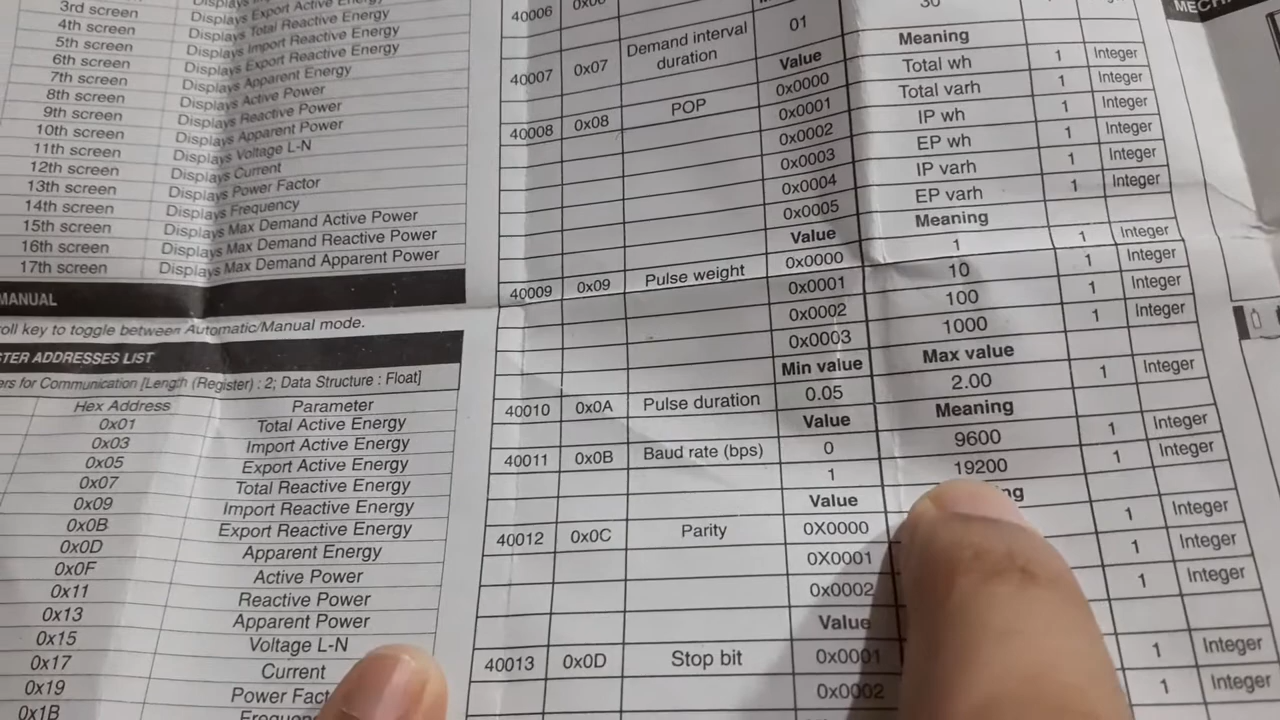 3rd screen Displays Export Active Energy
4th screen Displays Total Reactive Energy
5th screen Displays Import Reactive Energy
6th screen Displays Export Reactive Energy
7th screen Displays Apparent Energy
8th screen Displays Active Power
9th screen Displays Reactive Power
10th screen Displays Apparent Power
11th screen Displays Voltage L-N
12th screen Displays Current
13th screen Displays Power Factor
14th screen Displays Frequency
15th screen Displays Max Demand Active Power
16th screen Displays Max Demand Reactive Power
17th screen Displays Max Demand Apparent Power
MANUAL
oll key to toggle between Automatic/Manual mode.
TER ADDRESSES LIST
ers for Communication [Length (Register) : 2; Data Structure : Float]
Hex Address Parameter
0x01 Total Active Energy
0x03 Import Active Energy
0x05 Export Active Energy
0x07 Total Reactive Energy
0x09 Import Reactive Energy
0x0B Export Reactive Energy
0x0D Apparent Energy
0x0F Active Power
0x11 Reactive Power
0x13 Apparent Power
0x15 Voltage L-N
0x17 Current
0x19 Power Fact
0x1B
40006
40007 0x07 Demand interval duration 01 30
Value Meaning
40008 0x08 POP 0x0000 Total wh 1 Integer
0x0001 Total varh 1 Integer
0x0002 IP wh 1 Integer
0x0003 EP wh 1 Integer
0x0004 IP varh 1 Integer
0x0005 EP varh 1 Integer
Value Meaning
40009 0x09 Pulse weight 0x0000 1 1 Integer
0x0001 10 1 Integer
0x0002 100 1 Integer
0x0003 1000 1 Integer
Min value Max value
40010 0x0A Pulse duration 0.05 2.00 1 Integer
Value Meaning
40011 0x0B Baud rate (bps) 0 9600 1 Integer
1 19200 1 Integer
Value ng
40012 0x0C Parity 0X0000 1 Integer
0X0001 1 Integer
0x0002 1 Integer
Value
40013 0x0D Stop bit 0x0001 1 Integer
0x0002 1 Integer